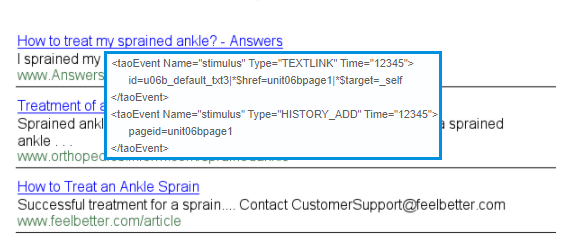 How to treat my sprained ankle? - Answers
I sprained my
www.Answers
<taoEvent Name="stimulus" Type="TEXTLINK" Time="12345">
id=u06b_default_txt3|*$href=unit06bpage1|*$target=_self
</taoEvent>
<taoEvent Name="stimulus" Type="HISTORY_ADD" Time="12345">
pageid=unit06bpage1
</taoEvent>
Treatment of a
Sprained ankl a sprained
ankle . . .
How to Treat an Ankle Sprain
Successful treatment for a sprain.... Contact CustomerSupport@feelbetter.com
www.feelbetter.com/article